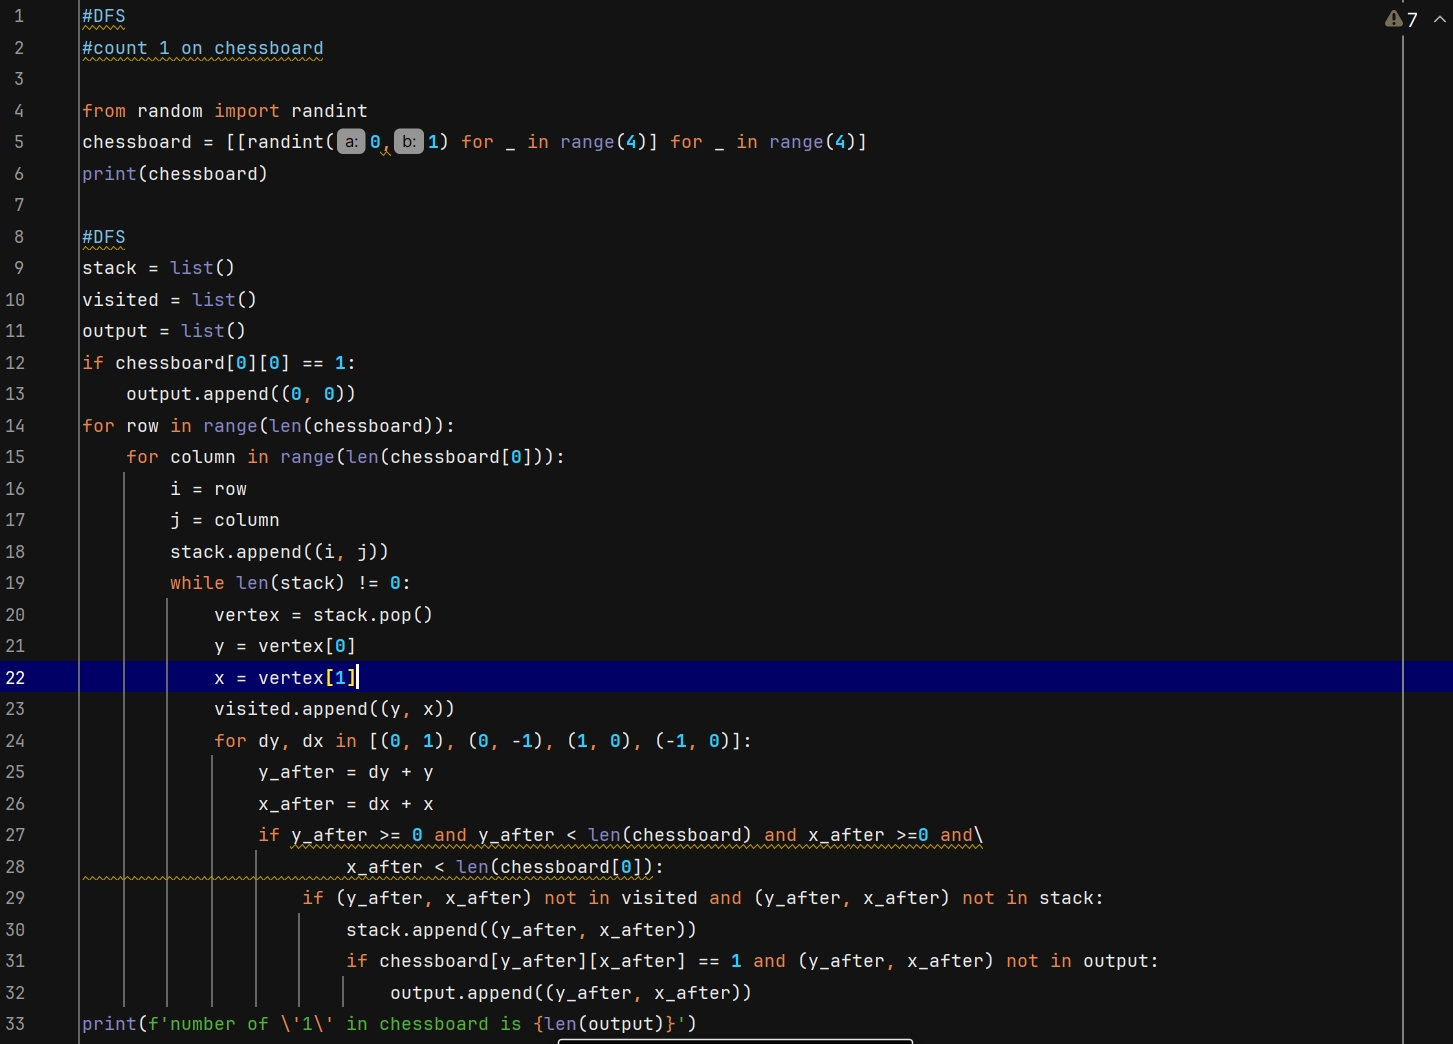 1 #DFS
2 #count 1 on chessboard
3
4 from random import randint
5 chessboard = [[randint( a: 0, b: 1) for _ in range(4)] for _ in range(4)]
6 print(chessboard)
7
8 #DFS
9 stack = list()
10 visited = list()
11 output = list()
12 if chessboard[0][0] == 1:
13     output.append((0, 0))
14 for row in range(len(chessboard)):
15     for column in range(len(chessboard[0])):
16         i = row
17         j = column
18         stack.append((i, j))
19         while len(stack) != 0:
20             vertex = stack.pop()
21             y = vertex[0]
22             x = vertex[1]
23             visited.append((y, x))
24             for dy, dx in [(0, 1), (0, -1), (1, 0), (-1, 0)]:
25                 y_after = dy + y
26                 x_after = dx + x
27                 if y_after >= 0 and y_after < len(chessboard) and x_after >=0 and\
28                         x_after < len(chessboard[0]):
29                     if (y_after, x_after) not in visited and (y_after, x_after) not in stack:
30                         stack.append((y_after, x_after))
31                         if chessboard[y_after][x_after] == 1 and (y_after, x_after) not in output:
32                             output.append((y_after, x_after))
33 print(f'number of \'1\' in chessboard is {len(output)}')
7